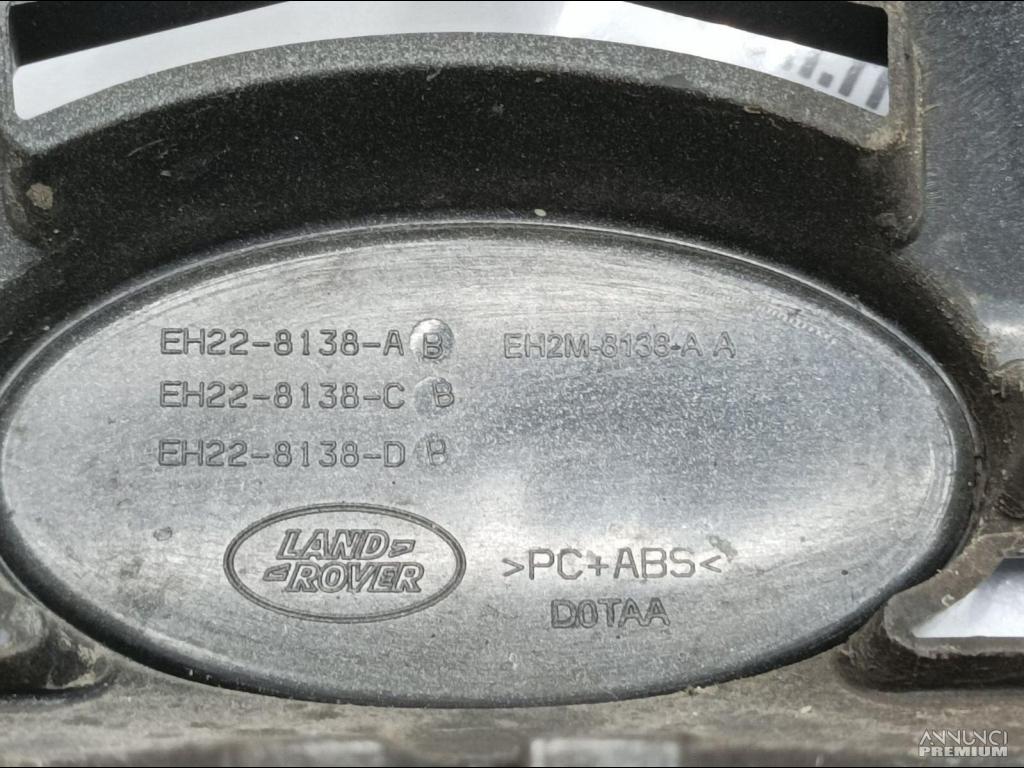 EH22-8138-A B
EH22-8138-C B
EH22-8138-D B
EH2M-8138-A A
LAND
ROVER
>PC+ABS<
D0TAA
ANNUNCI
PREMIUM